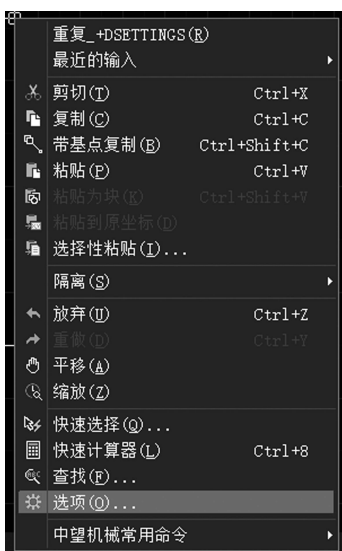 重复_+DSETTINGS(R)
最近的输入
剪切(T) Ctrl+X
复制(C) Ctrl+C
带基点复制(B) Ctrl+Shift+C
粘贴(P) Ctrl+V
粘贴为块(K) Ctrl+Shift+V
粘贴到原坐标(D)
选择性粘贴(I)...
隔离(S)
放弃(U) Ctrl+Z
重做(D) Ctrl+Y
平移(A)
缩放(Z)
快速选择(Q)...
快速计算器(L) Ctrl+8
查找(F)...
选项(O)...
中望机械常用命令